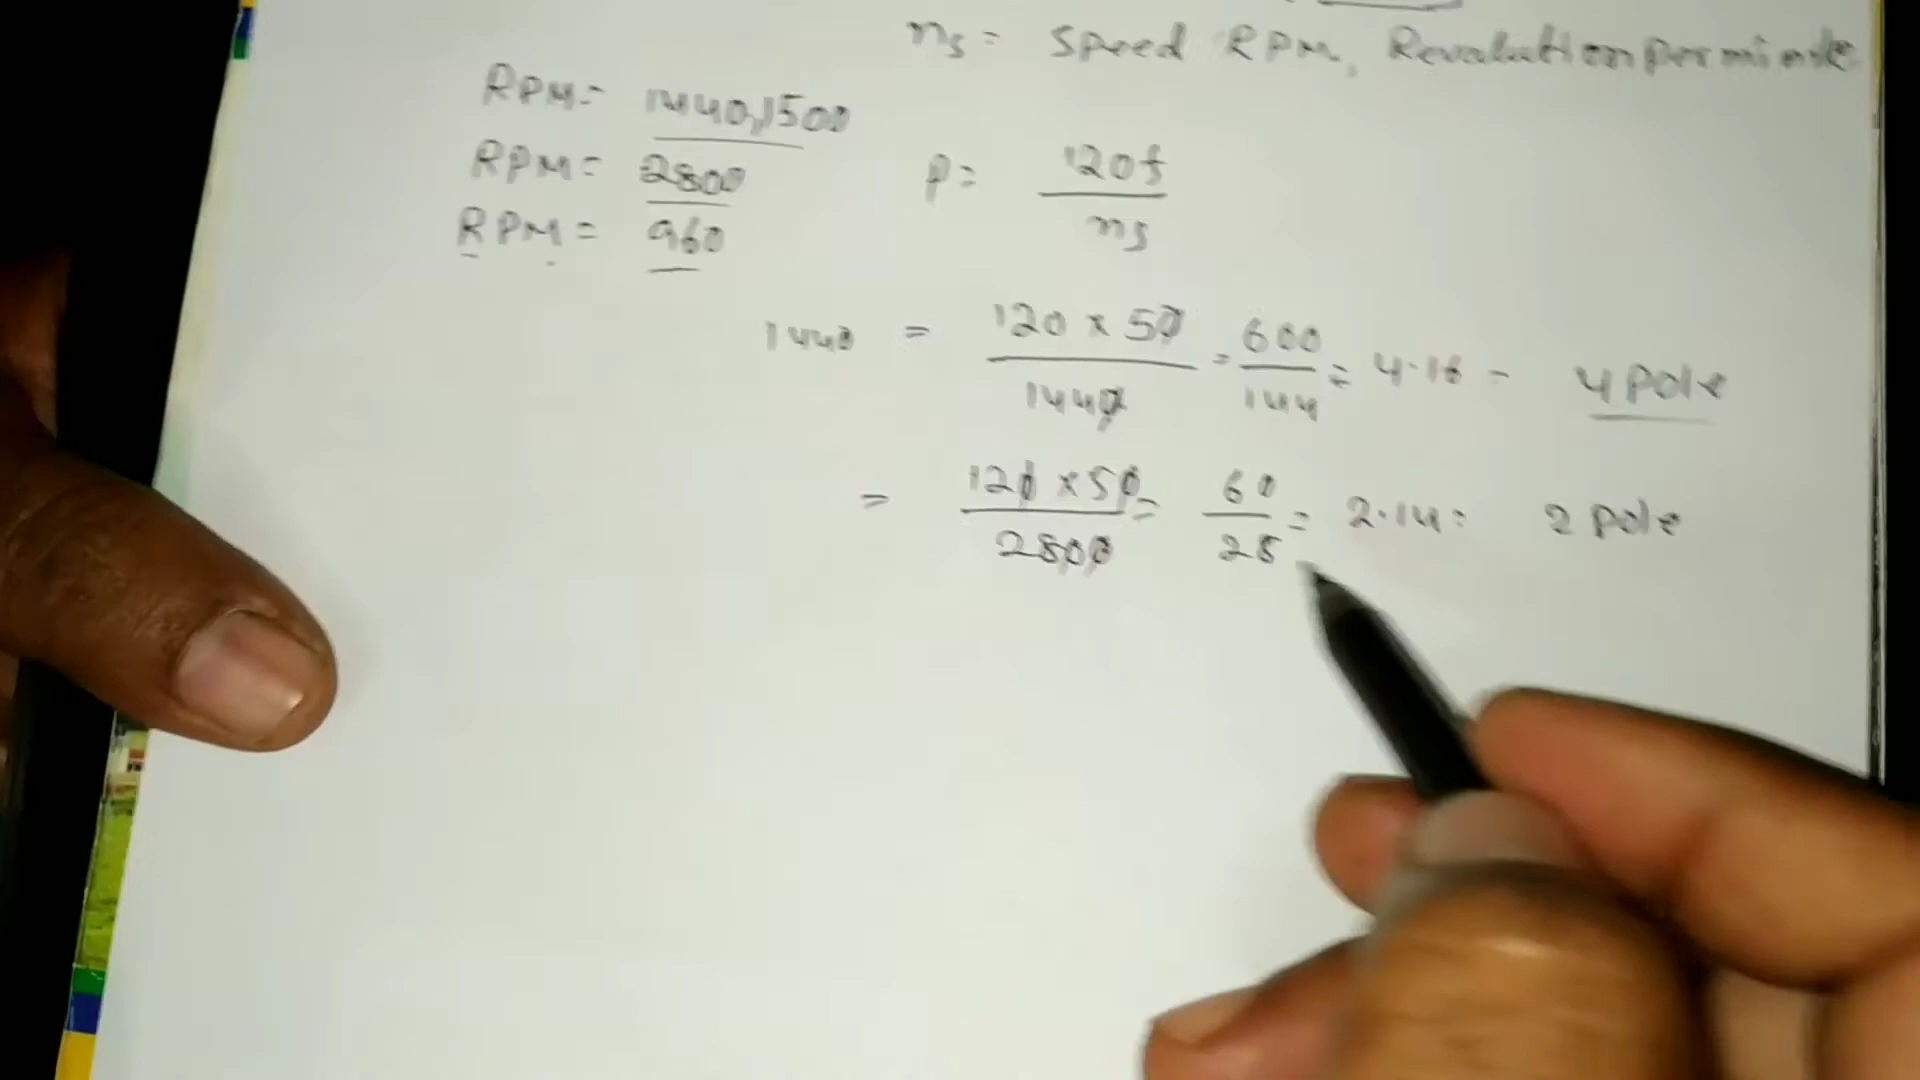 ns = Speed RPM, Revalution per minute
RPM = 1440,1500
RPM = 2800
RPM = 960
P = 120f / ns
1440 = 120 x 50 / 1440 = 600 / 144 = 4.16 - 4 Pole
= 120 x 50 / 2800 = 60 / 28 = 2.14 = 2 Pole